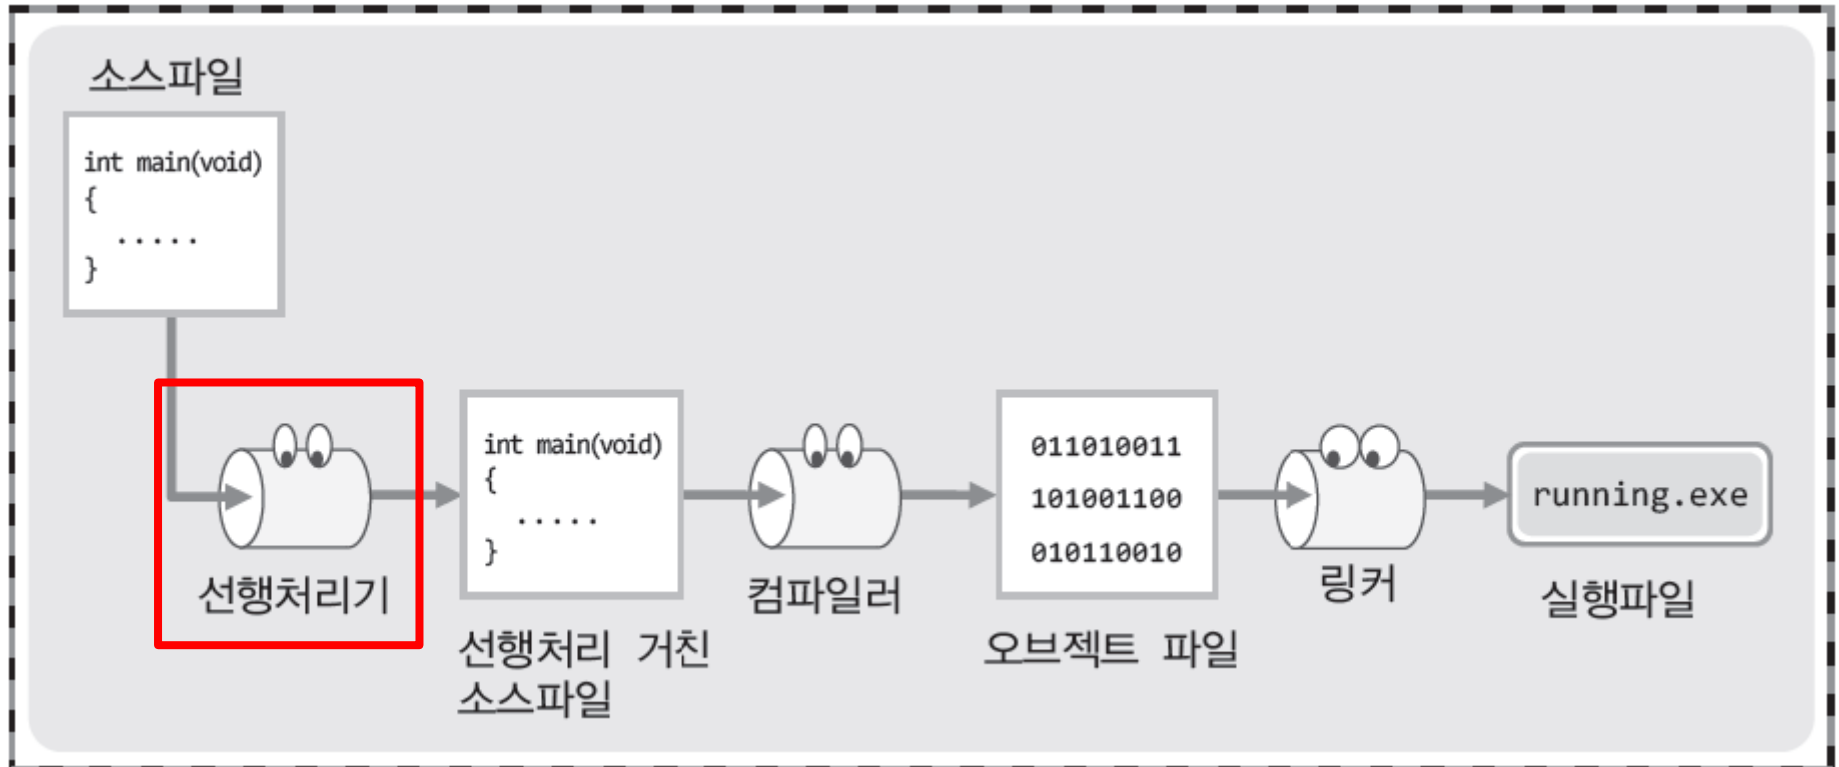 소스파일
int main(void)
{
.....
}
선행처리기
int main(void)
{
.....
}
선행처리 거친
소스파일
컴파일러
011010011
101001100
010110010
오브젝트 파일
링커
running.exe
실행파일